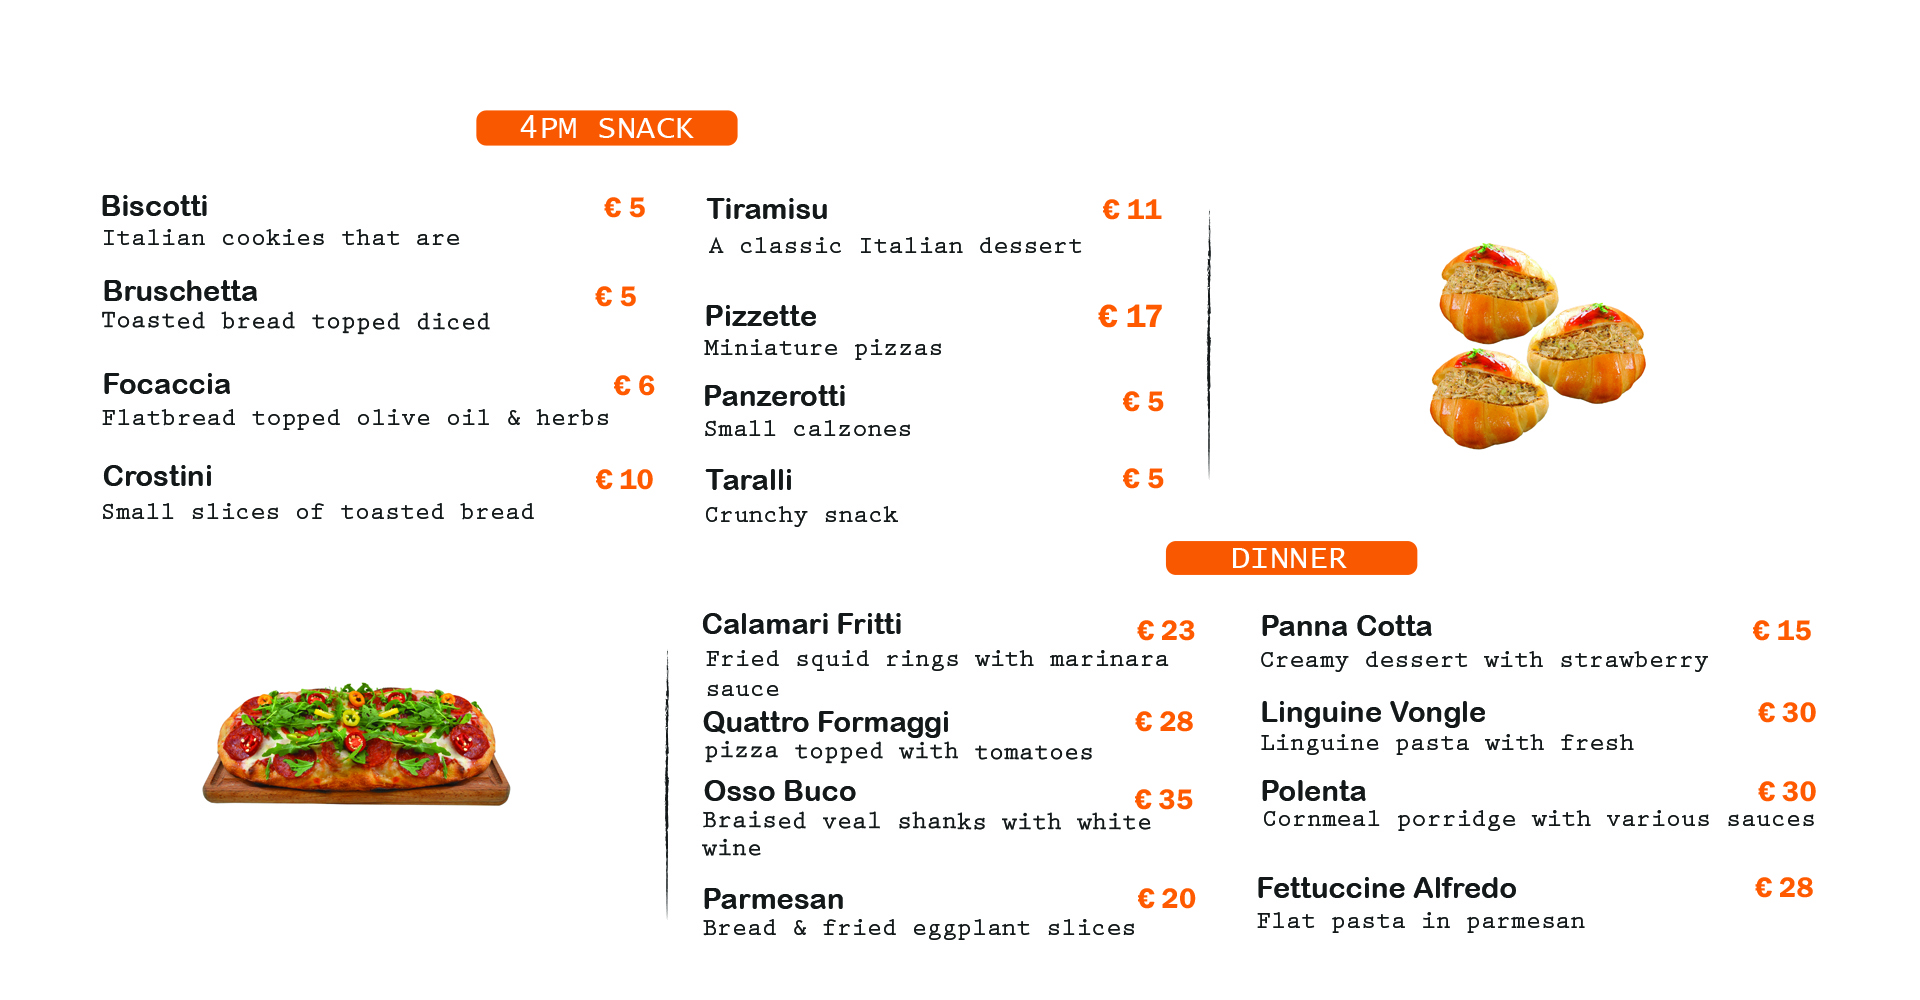 4PM SNACK
Biscotti € 5
Italian cookies that are
Bruschetta € 5
Toasted bread topped diced
Focaccia € 6
Flatbread topped olive oil & herbs
Crostini € 10
Small slices of toasted bread
Tiramisu € 11
A classic Italian dessert
Pizzette € 17
Miniature pizzas
Panzerotti € 5
Small calzones
Taralli € 5
Crunchy snack
DINNER
Calamari Fritti € 23
Fried squid rings with marinara
sauce
Quattro Formaggi € 28
pizza topped with tomatoes
Osso Buco € 35
Braised veal shanks with white
wine
Parmesan € 20
Bread & fried eggplant slices
Panna Cotta € 15
Creamy dessert with strawberry
Linguine Vongle € 30
Linguine pasta with fresh
Polenta € 30
Cornmeal porridge with various sauces
Fettuccine Alfredo € 28
Flat pasta in parmesan